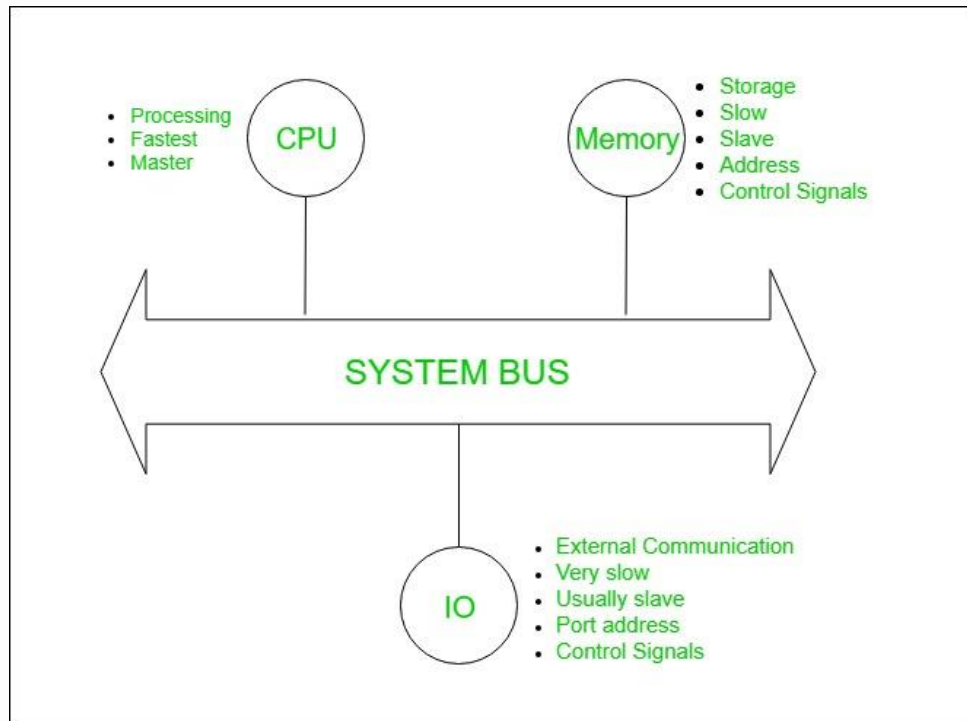 Processing
Fastest
Master
CPU
Memory
Storage
Slow
Slave
Address
Control Signals
SYSTEM BUS
IO
External Communication
Very slow
Usually slave
Port address
Control Signals